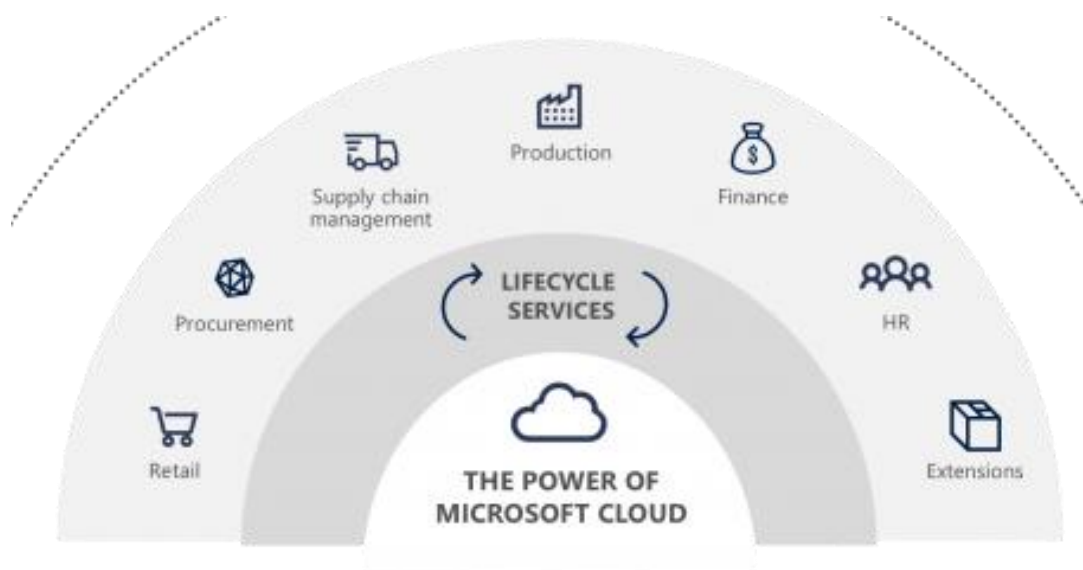 Production
Supply chain
management
Finance
LIFECYCLE
SERVICES
Procurement
HR
THE POWER OF
MICROSOFT CLOUD
Retail
Extensions